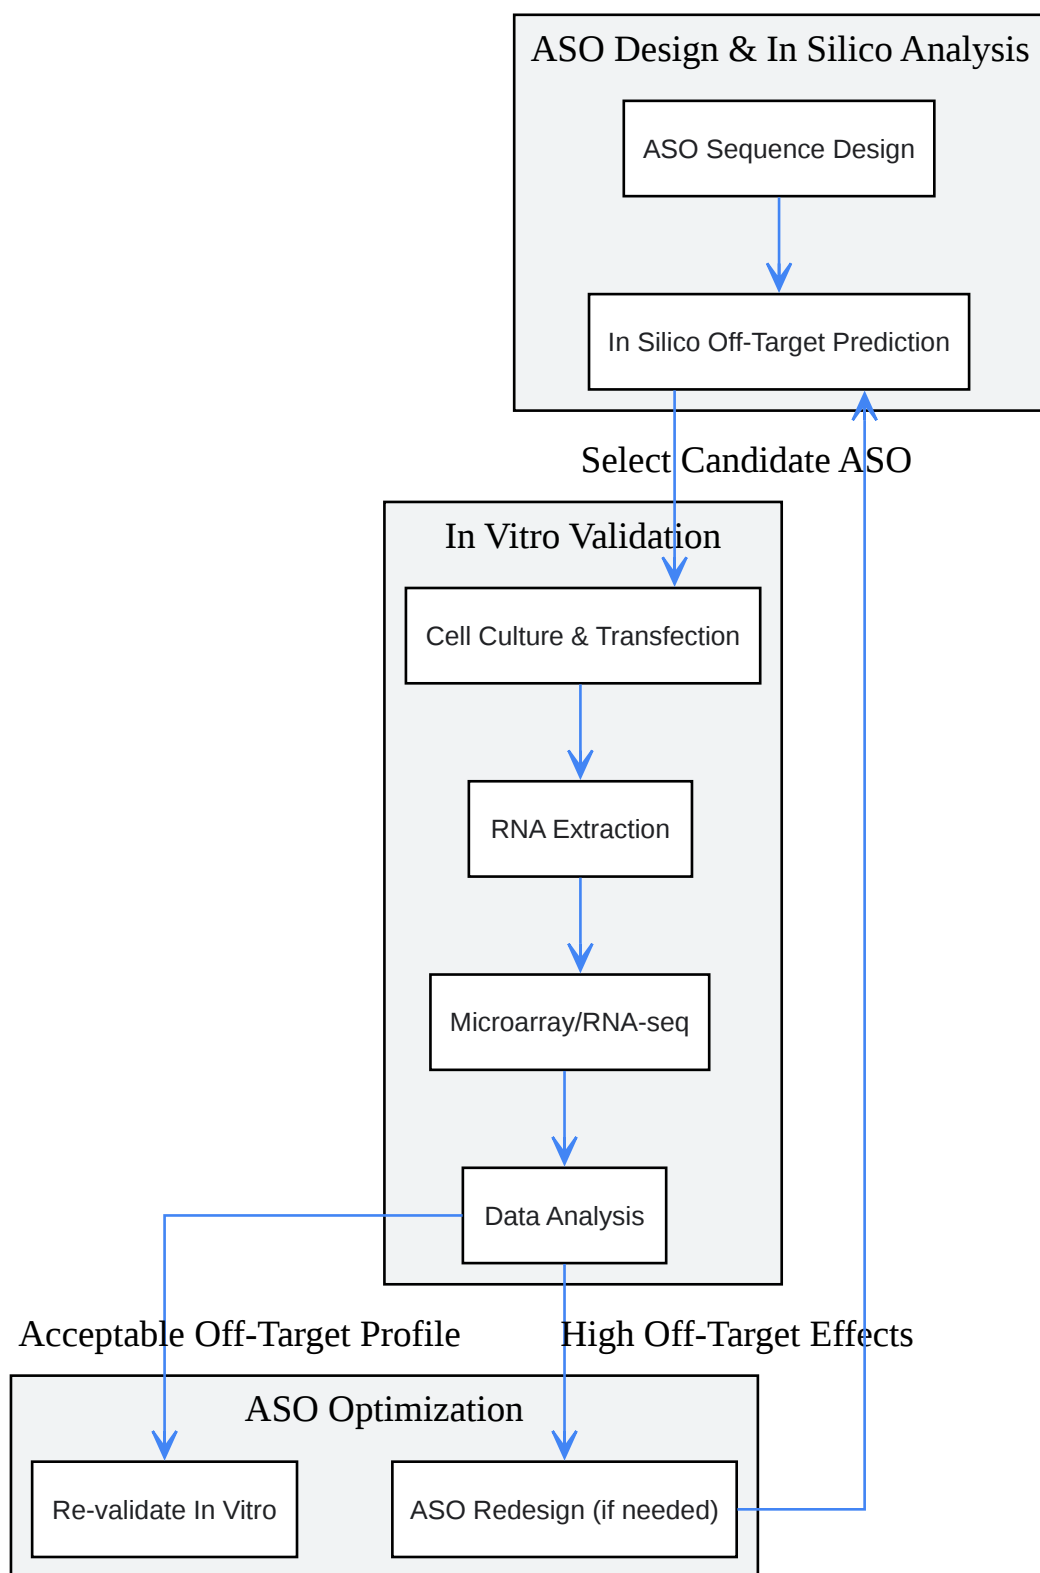 ASO Design & In Silico Analysis
ASO Sequence Design
In Silico Off-Target Prediction
Select Candidate ASO
In Vitro Validation
Cell Culture & Transfection
RNA Extraction
Microarray/RNA-seq
Data Analysis
Acceptable Off-Target Profile
High Off-Target Effects
ASO Optimization
Re-validate In Vitro
ASO Redesign (if needed)